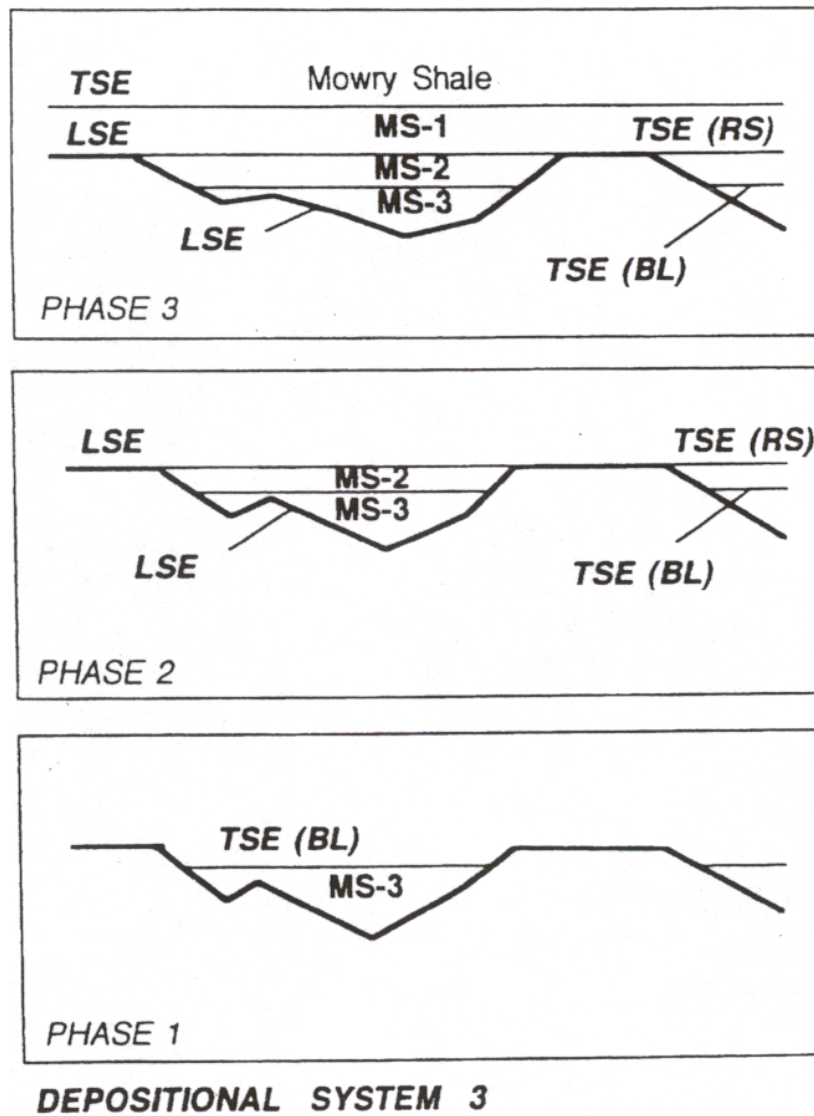 TSE Mowry Shale
LSE MS-1 TSE (RS)
MS-2
MS-3
LSE
TSE (BL)
PHASE 3
LSE TSE (RS)
MS-2
MS-3
LSE TSE (BL)
PHASE 2
TSE (BL)
MS-3
PHASE 1
DEPOSITIONAL SYSTEM 3